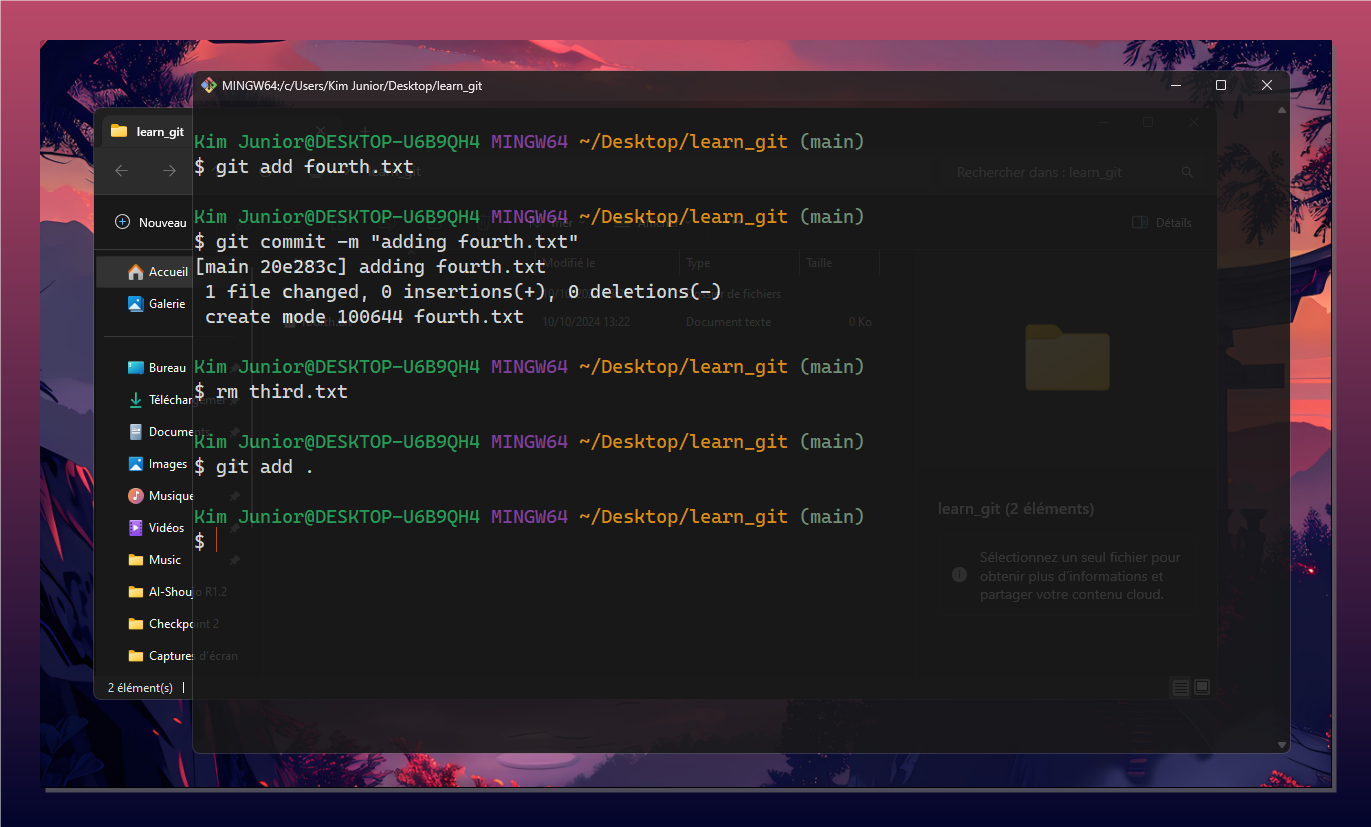 MINGW64:/c/Users/Kim Junior/Desktop/learn_git
learn_git
Kim Junior@DESKTOP-U6B9QH4 MINGW64 ~/Desktop/learn_git (main)
$ git add fourth.txt
Rechercher dans : learn_git
Nouveau
Kim Junior@DESKTOP-U6B9QH4 MINGW64 ~/Desktop/learn_git (main)
Détails
$ git commit -m "adding fourth.txt"
Modifié le Type Taille
[main 20e283c] adding fourth.txt
Accueil
1 file changed, 0 insertions(+), 0 deletions(-)
de fichiers
Galerie
create mode 100644 fourth.txt
10/10/2024 13:22 Document texte 0 Ko
Bureau
Kim Junior@DESKTOP-U6B9QH4 MINGW64 ~/Desktop/learn_git (main)
$ rm third.txt
Téléchargemen
Documents
Kim Junior@DESKTOP-U6B9QH4 MINGW64 ~/Desktop/learn_git (main)
Images
$ git add .
Musique
Kim Junior@DESKTOP-U6B9QH4 MINGW64 ~/Desktop/learn_git (main)
learn_git (2 éléments)
Vidéos
$
Music
Sélectionnez un seul fichier pour
obtenir plus d'informations et
partager votre contenu cloud.
AI-Shoujo R1.2
Checkpoint 2
Captures d'écran
2 élément(s)